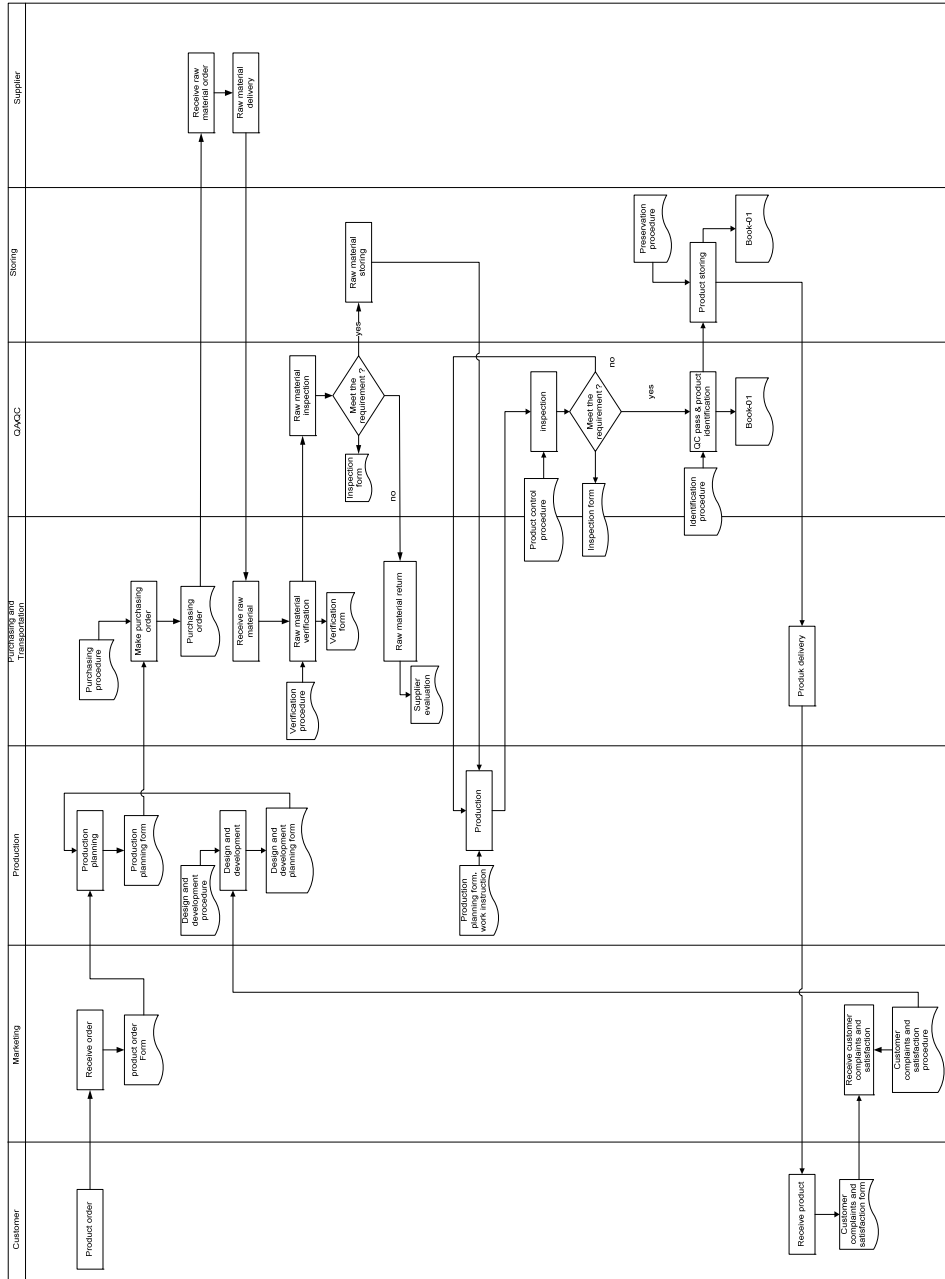 Customer
Marketing
Production
Purchasing and
Transportation
QA/QC
Storing
Supplier
Product order
Receive order
product order
Form
Production
planning
Production
planning form
Purchasing
procedure
Make purchasing
order
Purchasing
order
Receive raw
material order
Raw material
delivery
Design and
development
procedure
Design and
development
Design and
development
planning form
Receive raw
material
Verification
procedure
Raw material
verification
Verification
form
Raw material
inspection
Meet the
requirement ?
yes
Raw material
storing
Inspection
form
no
Raw material return
Supplier
evaluation
Production
planning form,
work instruction
Production
Product control
procedure
inspection
Meet the
requirement ?
no
Inspection form
yes
Identification
procedure
QC pass & product
identification
Book-01
Preservation
procedure
Product storing
Book-01
Produk delivery
Receive product
Customer
complaints and
satisfaction form
Receive customer
complaints and
satisfaction
Customer
complaints and
satisfaction
procedure